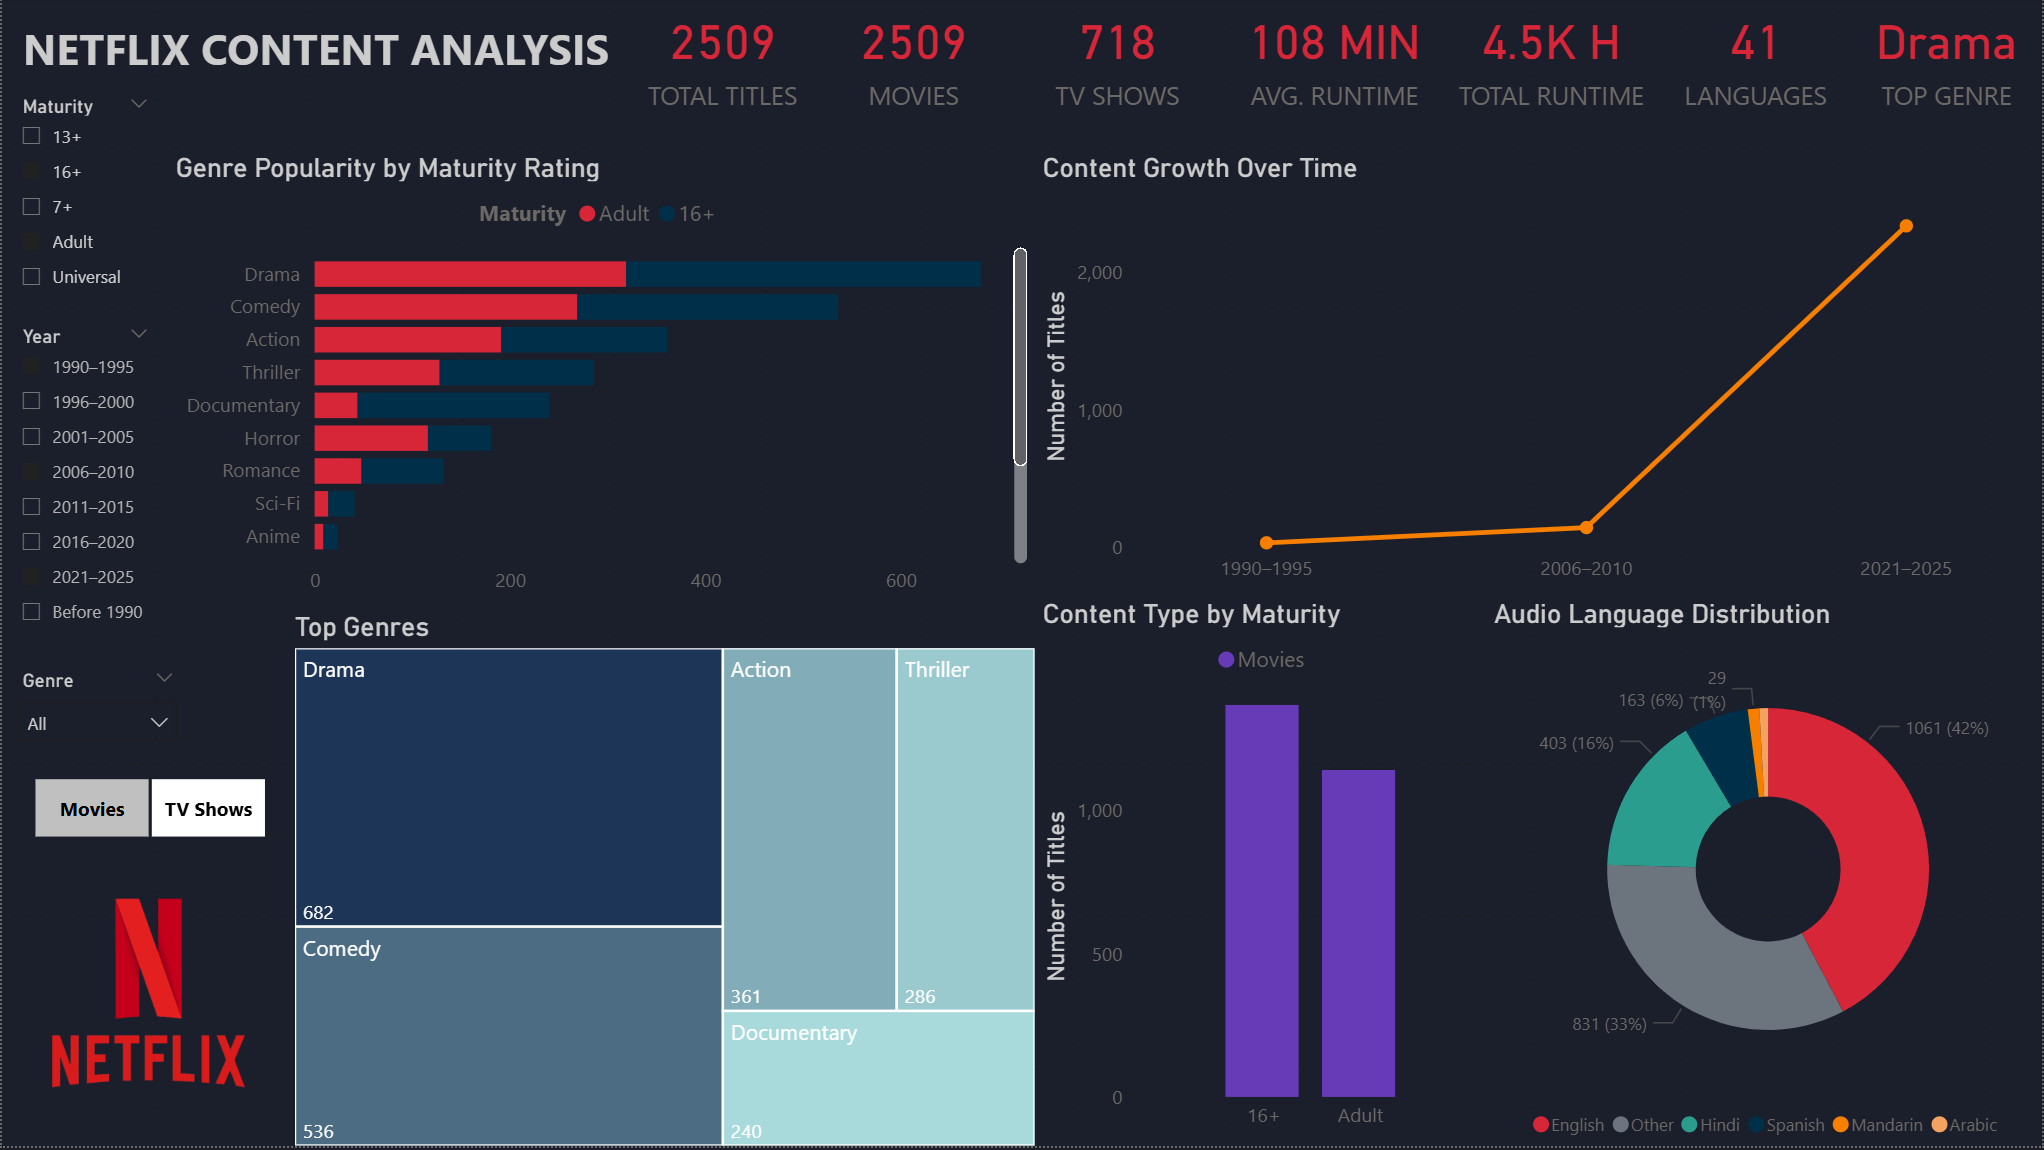 NETFLIX CONTENT ANALYSIS
2509
TOTAL TITLES
2509
MOVIES
718
TV SHOWS
108 MIN
AVG. RUNTIME
4.5K H
TOTAL RUNTIME
41
LANGUAGES
Drama
TOP GENRE
Maturity
13+
16+
7+
Adult
Universal
Year
1990–1995
1996–2000
2001–2005
2006–2010
2011–2015
2016–2020
2021–2025
Before 1990
Genre
All
Movies
TV Shows
NETFLIX
Genre Popularity by Maturity Rating
Maturity Adult 16+
Drama
Comedy
Action
Thriller
Documentary
Horror
Romance
Sci-Fi
Anime
0 200 400 600
Content Growth Over Time
Number of Titles
2,000
1,000
0
1990–1995 2006–2010 2021–2025
Top Genres
Drama
682
Comedy
536
Action
361
Thriller
286
Documentary
240
Content Type by Maturity
Movies
Number of Titles
1,000
500
0
16+ Adult
Audio Language Distribution
29
(1%)
163 (6%)
403 (16%)
1061 (42%)
831 (33%)
English Other Hindi Spanish Mandarin Arabic